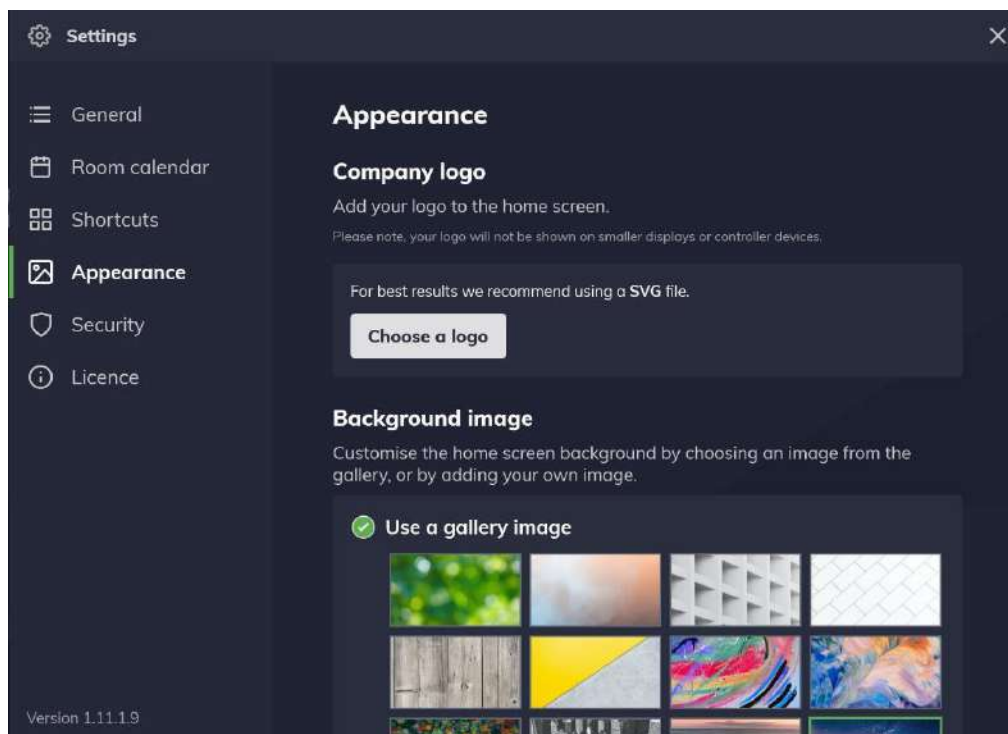 Settings
General
Room calendar
Shortcuts
Appearance
Security
Licence
Version 1.11.1.9
Appearance
Company logo
Add your logo to the home screen.
Please note, your logo will not be shown on smaller displays or controller devices.
For best results we recommend using a SVG file.
Choose a logo
Background image
Customise the home screen background by choosing an image from the
gallery, or by adding your own image.
Use a gallery image